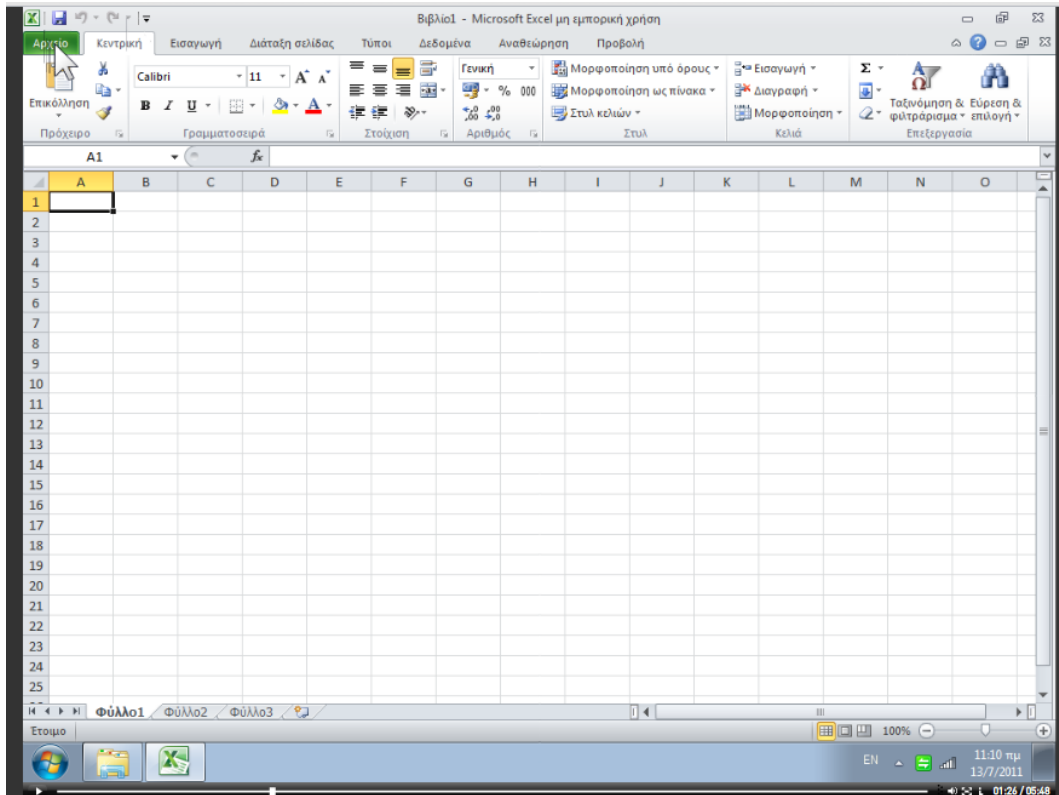 Βιβλίο1 - Microsoft Excel μη εμπορική χρήση
Αρχείο Κεντρική Εισαγωγή Διάταξη σελίδας Τύποι Δεδομένα Αναθεώρηση Προβολή
Επικόλληση
Calibri 11
B I U A
Γενική
% 000
Μορφοποίηση υπό όρους
Μορφοποίηση ως πίνακα
Στυλ κελιών
Εισαγωγή
Διαγραφή
Μορφοποίηση
Σ
Ταξινόμηση & φιλτράρισμα
Εύρεση & επιλογή
Πρόχειρο Γραμματοσειρά Στοίχιση Αριθμός Στυλ Κελιά Επεξεργασία
A1 fx
A B C D E F G H I J K L M N O
1
2
3
4
5
6
7
8
9
10
11
12
13
14
15
16
17
18
19
20
21
22
23
24
25
Φύλλο1 Φύλλο2 Φύλλο3
Έτοιμο 100%
EN 11:10 πμ
13/7/2011
01:26 / 05:48